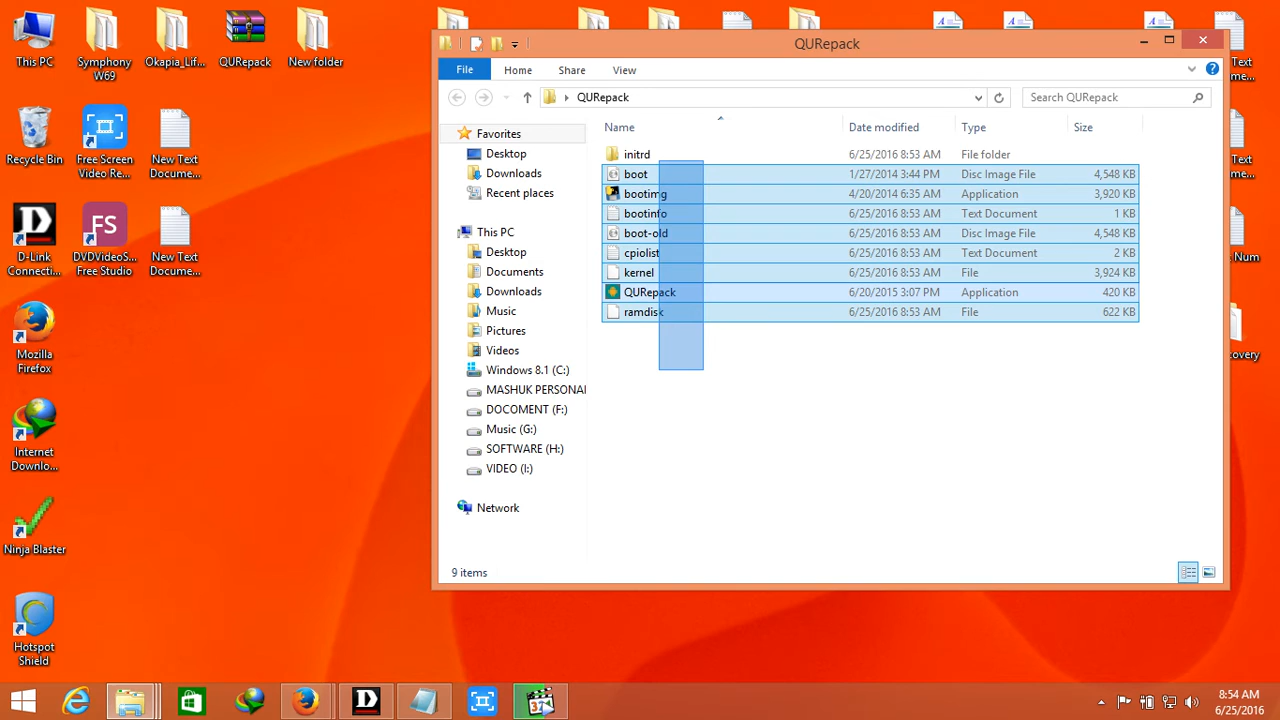 This PC
Symphony
W69
Okapia_Lif...
QURepack
New folder
Recycle Bin
Free Screen
Video Re...
New Text
Docume...
D-Link
Connecti...
DVDVideoS...
Free Studio
New Text
Docume...
Mozilla
Firefox
Internet
Downlo...
Ninja Blaster
Hotspot
Shield
QURepack
File
Home
Share
View
QURepack
Search QURepack
Favorites
Desktop
Downloads
Recent places
This PC
Desktop
Documents
Downloads
Music
Pictures
Videos
Windows 8.1 (C:)
MASHUK PERSONA
DOCOMENT (F:)
Music (G:)
SOFTWARE (H:)
VIDEO (I:)
Network
Name Date modified Type Size
initrd 6/25/2016 8:53 AM File folder
boot 1/27/2014 3:44 PM Disc Image File 4,548 KB
bootimg 4/20/2014 6:35 AM Application 3,920 KB
bootinfo 6/25/2016 8:53 AM Text Document 1 KB
boot-old 6/25/2016 8:53 AM Disc Image File 4,548 KB
cpiolist 6/25/2016 8:53 AM Text Document 2 KB
kernel 6/25/2016 8:53 AM File 3,924 KB
QURepack 6/20/2015 3:07 PM Application 420 KB
ramdisk 6/25/2016 8:53 AM File 622 KB
9 items
Text
me...
Text
me...
Num
covery
8:54 AM
6/25/2016